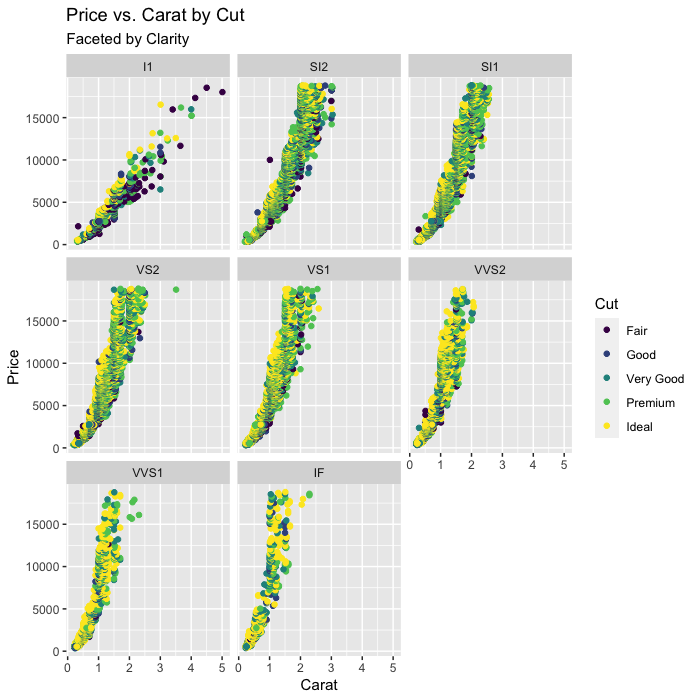 Price vs. Carat by Cut
Faceted by Clarity
I1 SI2 SI1
15000
10000
5000
0
VS2 VS1 VVS2
15000
10000
5000
0
0 1 2 3 4 5
VVS1 IF
15000
10000
5000
0
0 1 2 3 4 5 0 1 2 3 4 5
Price
Carat
Cut
Fair
Good
Very Good
Premium
Ideal